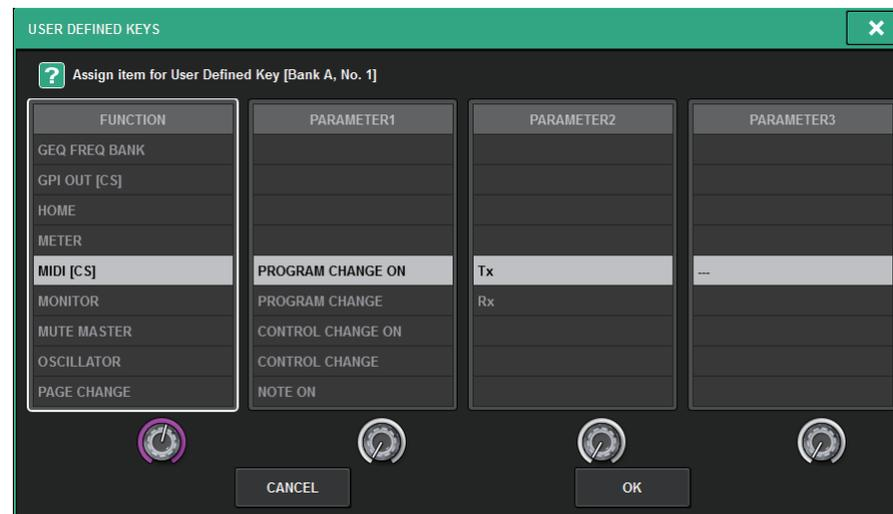 USER DEFINED KEYS
?
Assign item for User Defined Key [Bank A, No. 1]
FUNCTION
GEQ FREQ BANK
GPI OUT [CS]
HOME
METER
MIDI [CS]
MONITOR
MUTE MASTER
OSCILLATOR
PAGE CHANGE
PARAMETER1
PROGRAM CHANGE ON
PROGRAM CHANGE
CONTROL CHANGE ON
CONTROL CHANGE
NOTE ON
PARAMETER2
Tx
Rx
PARAMETER3
---
CANCEL
OK